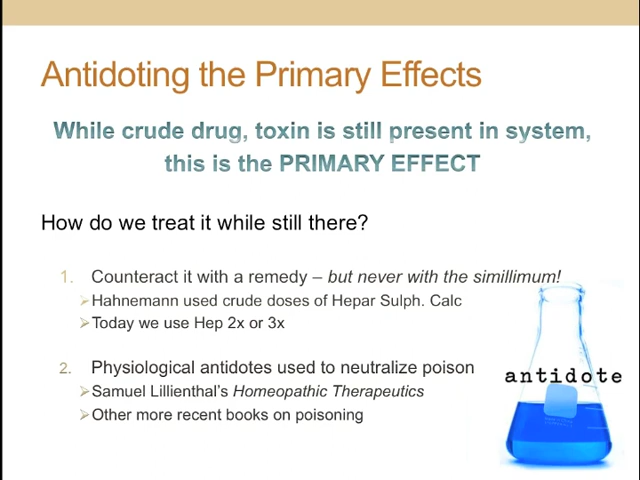 Antidoting the Primary Effects
While crude drug, toxin is still present in system,
this is the PRIMARY EFFECT
How do we treat it while still there?
1. Counteract it with a remedy – but never with the simillimum!
Hahnemann used crude doses of Hepar Sulph. Calc
Today we use Hep 2x or 3x
2. Physiological antidotes used to neutralize poison
Samuel Lillienthal's Homeopathic Therapeutics
Other more recent books on poisoning
antidote